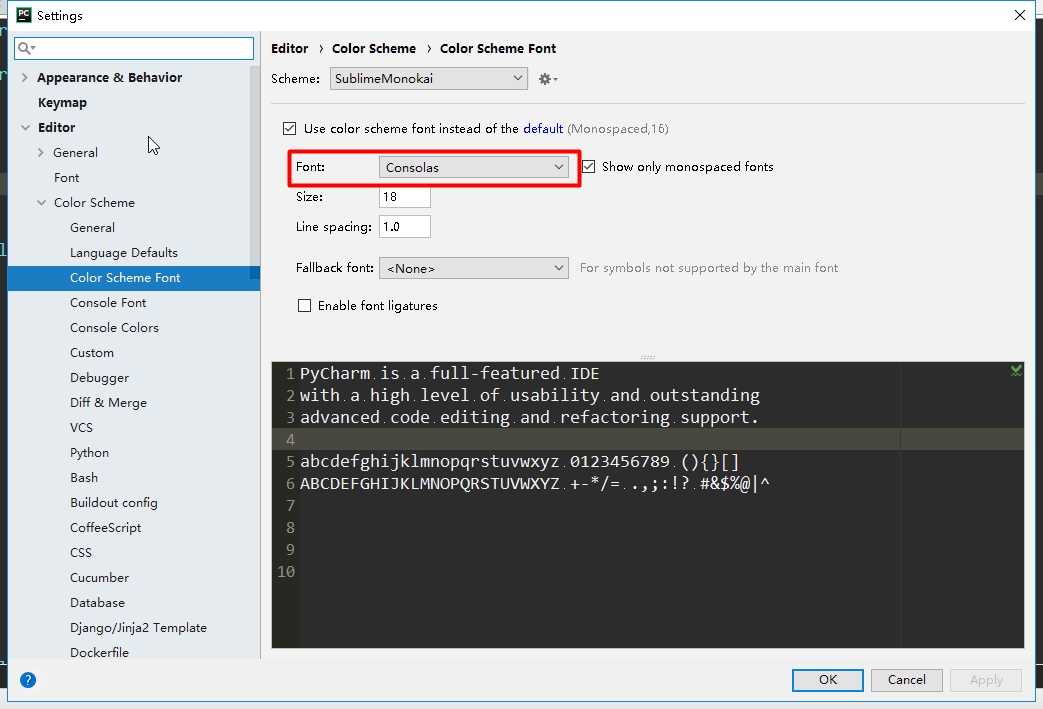 PC Settings
Editor › Color Scheme › Color Scheme Font
Scheme: SublimeMonokai
Appearance & Behavior
Keymap
Editor
General
Font
Color Scheme
General
Language Defaults
Color Scheme Font
Console Font
Console Colors
Custom
Debugger
Diff & Merge
VCS
Python
Bash
Buildout config
CoffeeScript
CSS
Cucumber
Database
Django/Jinja2 Template
Dockerfile
Use color scheme font instead of the default (Monospaced,16)
Font: Consolas Show only monospaced fonts
Size: 18
Line spacing: 1.0
Fallback font: <None> For symbols not supported by the main font
Enable font ligatures
1 PyCharm.is.a.full-featured.IDE
2 with.a.high.level.of.usability.and.outstanding
3 advanced.code.editing.and.refactoring.support.
4
5 abcdefghijklmnopqrstuvwxyz.0123456789.(){}[]
6 ABCDEFGHIJKLMNOPQRSTUVWXYZ.+-*/=..,;:!?.#&$%@|^
7
8
9
10
?
OK Cancel Apply